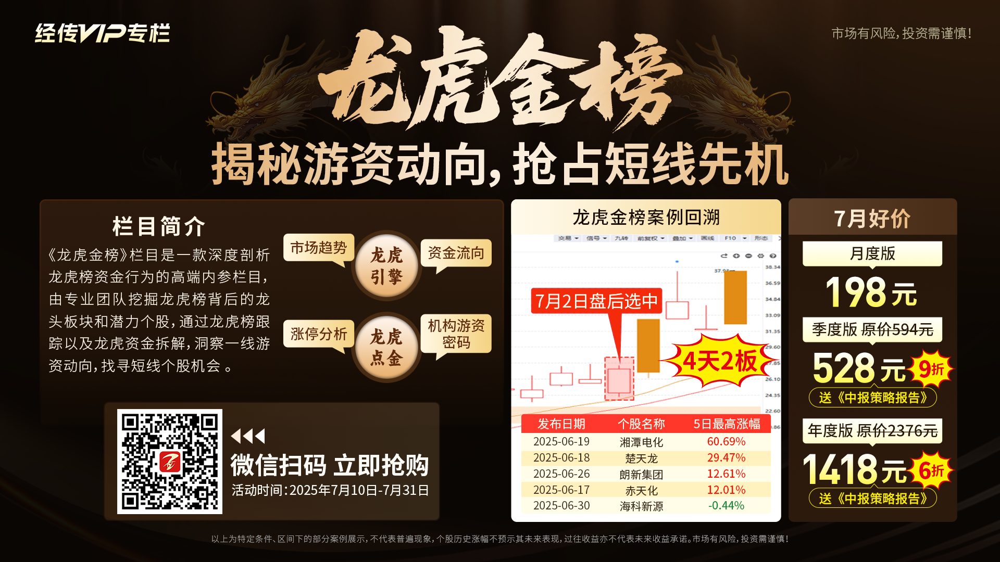 经传VIP专栏
市场有风险，投资需谨慎！
龙虎金榜
揭秘游资动向，抢占短线先机
栏目简介
《龙虎金榜》栏目是一款深度剖析
龙虎榜资金行为的高端内参栏目，
由专业团队挖掘龙虎榜背后的龙
头板块和潜力个股，通过龙虎榜跟
踪以及龙虎资金拆解，洞察一线游
资动向，找寻短线个股机会 。
市场趋势
龙虎
引擎
资金流向
涨停分析
龙虎
点金
机构游资
密码
微信扫码 立即抢购
活动时间：2025年7月10日-7月31日
龙虎金榜案例回溯
交易 信号 九转 前复权 叠加 画线 F10 形态
38.34
36.59
34.84
33.09
31.35
29.60
26.10
24.35
22.60
7月2日盘后选中
4天2板
发布日期 个股名称 5日最高涨幅
2025-06-19 湘潭电化 60.69%
2025-06-18 楚天龙 29.47%
2025-06-26 朗新集团 12.61%
2025-06-17 赤天化 12.01%
2025-06-30 海科新源 -0.44%
7月好价
月度版
198元
季度版 原价594元
528元
9折
送《中报策略报告》
年度版 原价2376元
1418元
6折
送《中报策略报告》
以上为特定条件、区间下的部分案例展示，不代表普遍现象，个股历史涨幅不预示其未来表现，过往收益亦不代表未来收益承诺。市场有风险，投资需谨慎！